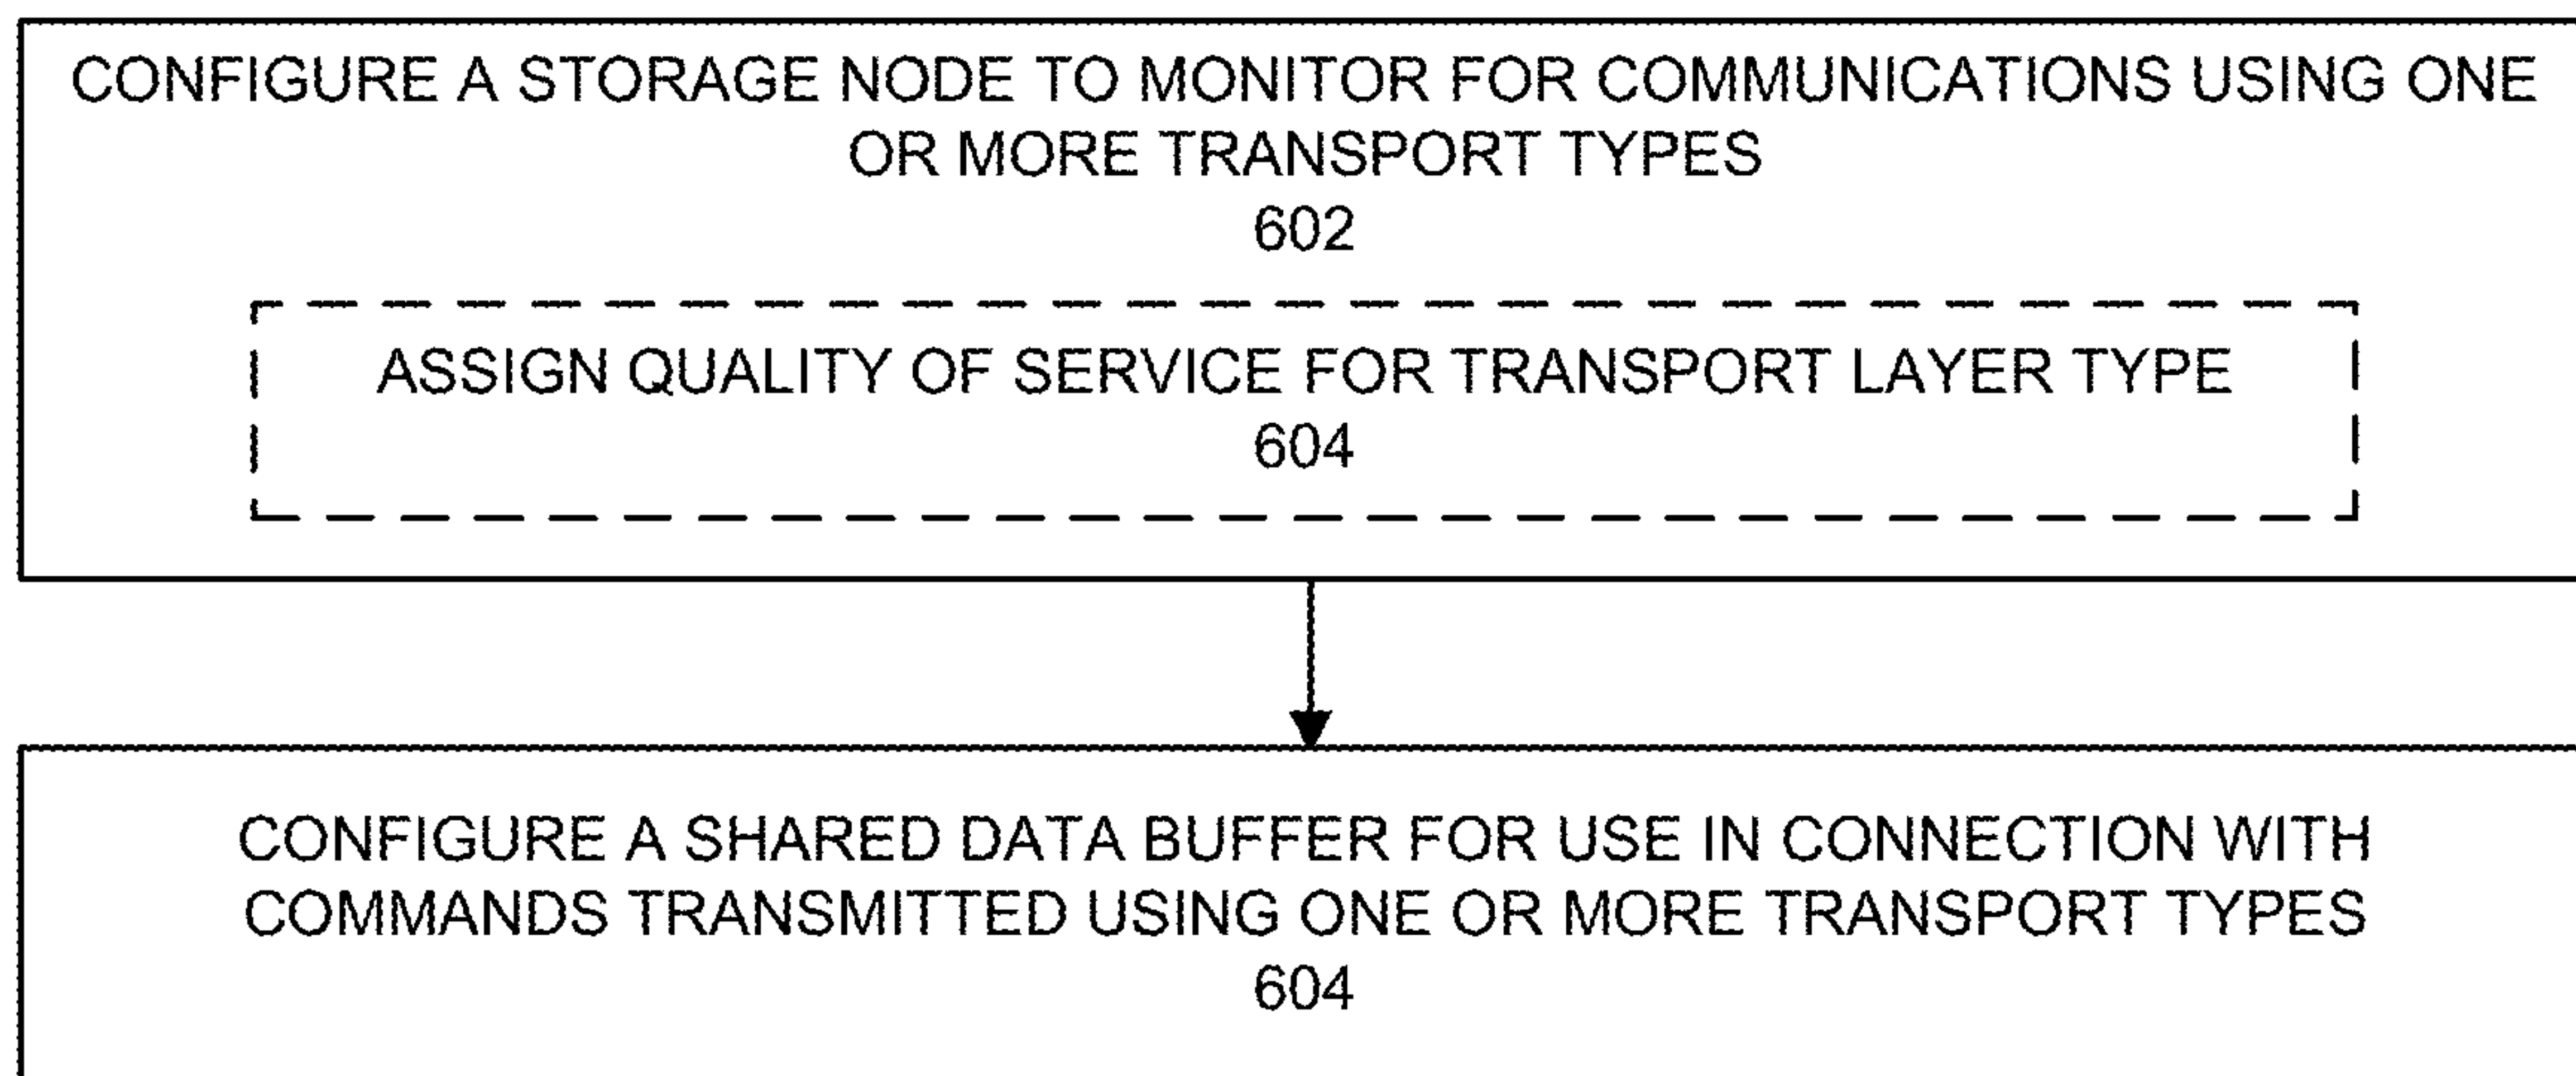 CONFIGURE A STORAGE NODE TO MONITOR FOR COMMUNICATIONS USING ONE
OR MORE TRANSPORT TYPES
602
ASSIGN QUALITY OF SERVICE FOR TRANSPORT LAYER TYPE
604
CONFIGURE A SHARED DATA BUFFER FOR USE IN CONNECTION WITH
COMMANDS TRANSMITTED USING ONE OR MORE TRANSPORT TYPES
604